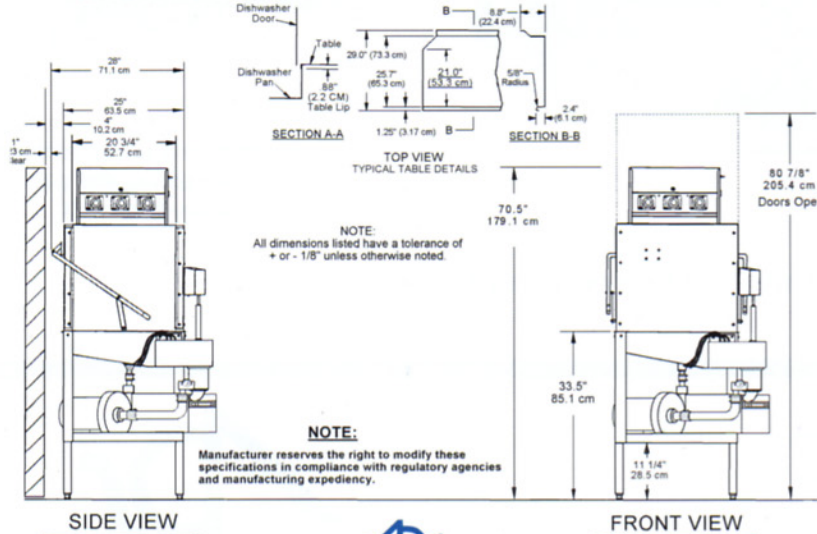 Dishwasher
Door
Table
Dishwasher
Pan
88"
(2.2 CM)
Table Lip
SECTION A-A
29.0" (73.3 cm)
25.7"
(65.3 cm)
21.0"
(53.3 cm)
1.25" (3.17 cm)
B
B
TOP VIEW
TYPICAL TABLE DETAILS
8.8"
(22.4 cm)
5/8"
Radius
2.4"
(6.1 cm)
SECTION B-B
28"
71.1 cm
25"
63.5 cm
4"
10.2 cm
20 3/4"
52.7 cm
70.5"
179.1 cm
80 7/8"
205.4 cm
Doors Ope
NOTE:
All dimensions listed have a tolerance of
+ or - 1/8" unless otherwise noted.
33.5"
85.1 cm
11 1/4"
28.5 cm
NOTE:
Manufacturer reserves the right to modify these
specifications in compliance with regulatory agencies
and manufacturing expediency.
SIDE VIEW
FRONT VIEW